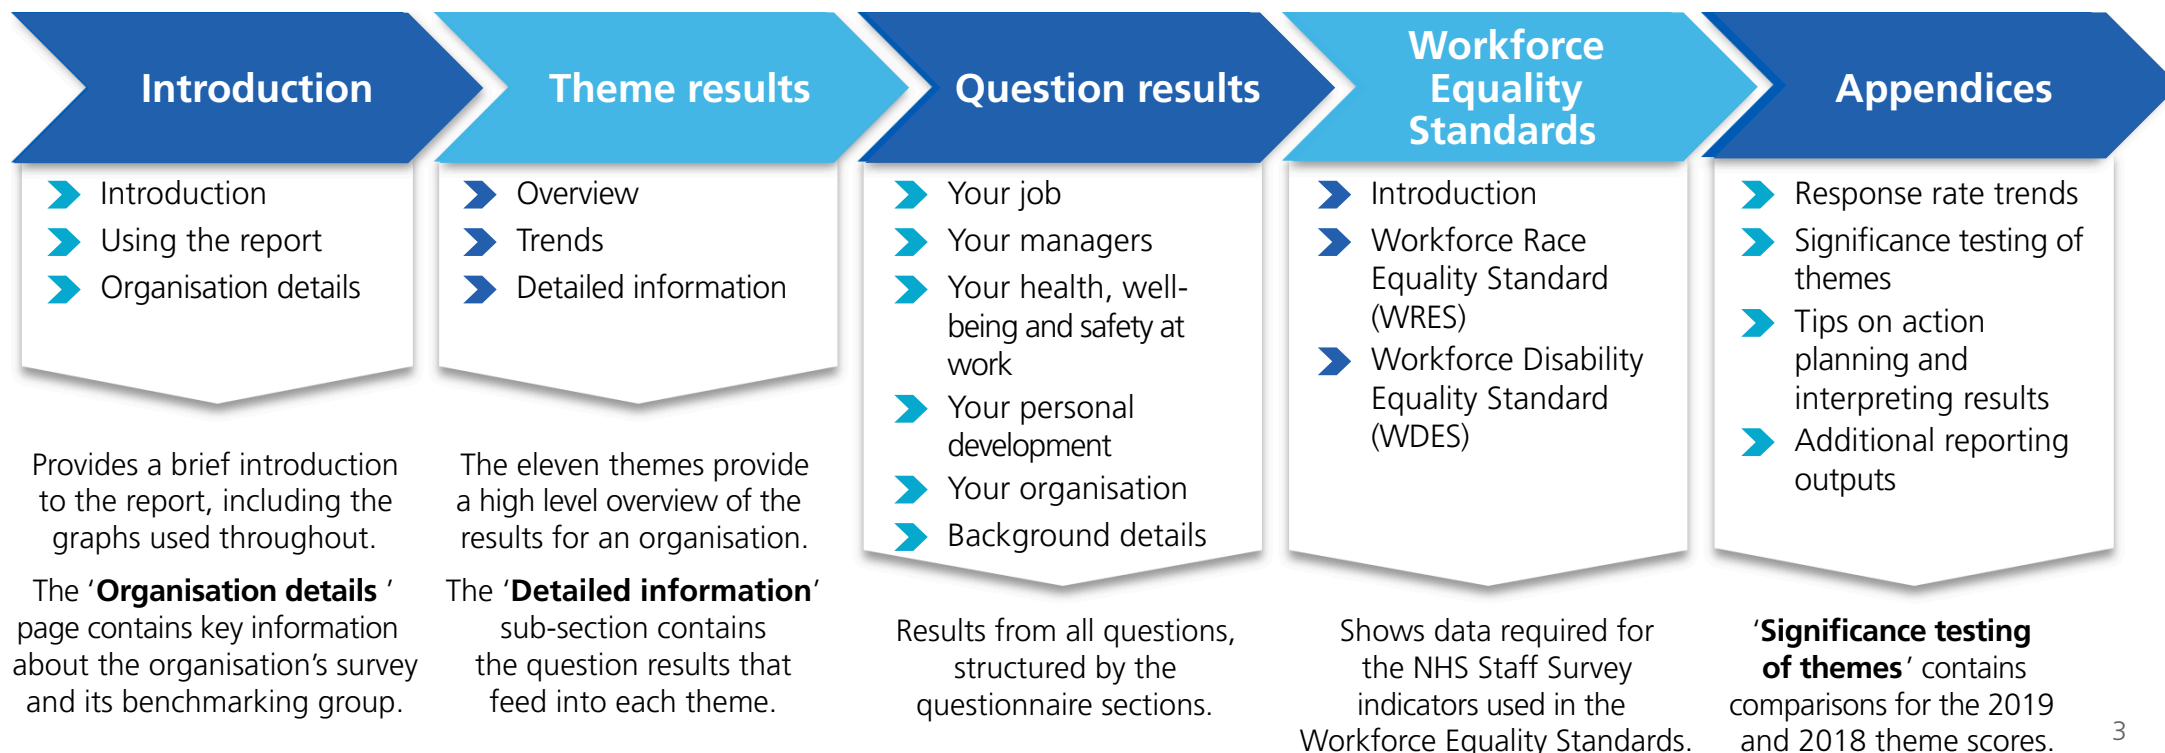 Introduction
Introduction
Using the report
Organisation details
Provides a brief introduction
to the report, including the
graphs used throughout.
The ‘Organisation details ’
page contains key information
about the organisation’s survey
and its benchmarking group.
Theme results
Overview
Trends
Detailed information
The eleven themes provide
a high level overview of the
results for an organisation.
The ‘Detailed information’
sub-section contains
the question results that
feed into each theme.
Question results
Your job
Your managers
Your health, well-
being and safety at
work
Your personal
development
Your organisation
Background details
Results from all questions,
structured by the
questionnaire sections.
Workforce
Equality
Standards
Introduction
Workforce Race
Equality Standard
(WRES)
Workforce Disability
Equality Standard
(WDES)
Shows data required for
the NHS Staff Survey
indicators used in the
Workforce Equality Standards.
Appendices
Response rate trends
Significance testing of
themes
Tips on action
planning and
interpreting results
Additional reporting
outputs
‘Significance testing
of themes’ contains
comparisons for the 2019
and 2018 theme scores.
3